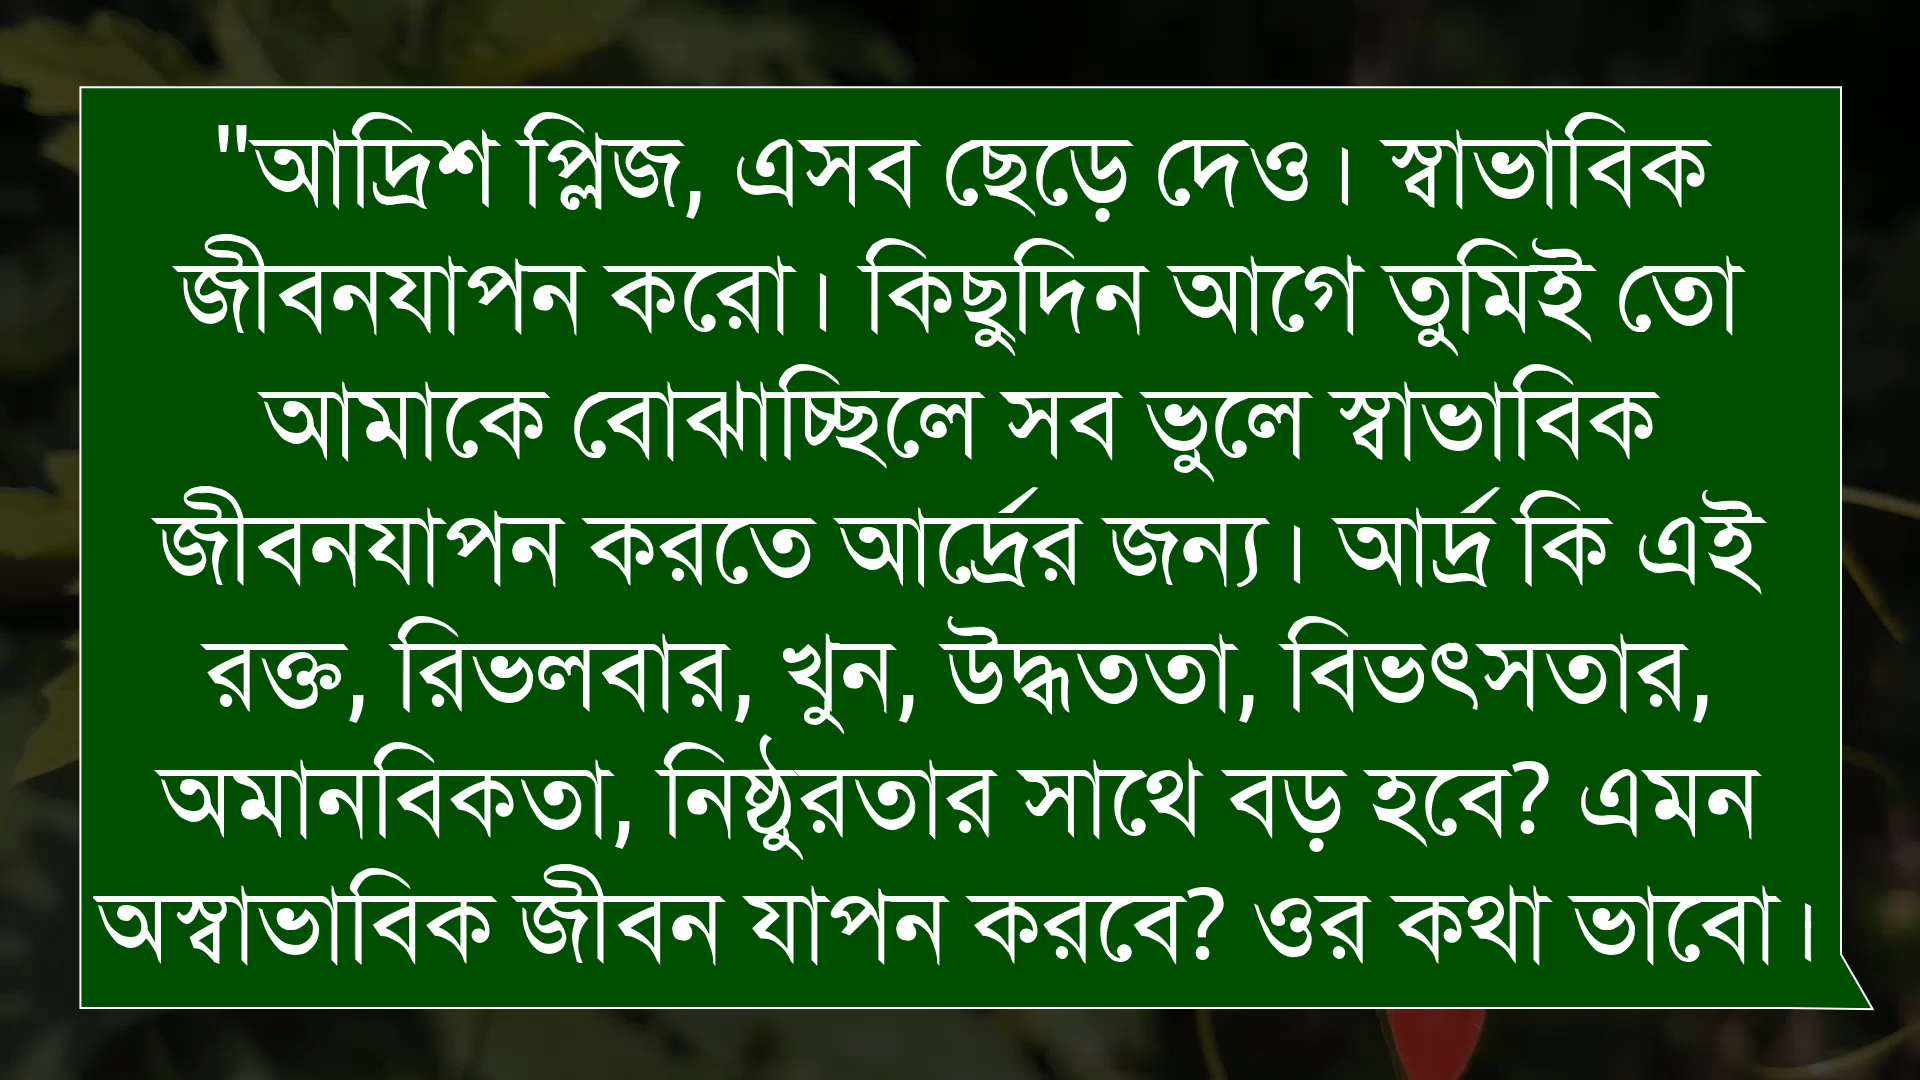 "আদ্রিশ প্লিজ, এসব ছেড়ে দেও। স্বাভাবিক
জীবনযাপন করো। কিছুদিন আগে তুমিই তো
আমাকে বোঝাচ্ছিলে সব ভুলে স্বাভাবিক
জীবনযাপন করতে আর্দ্রের জন্য। আর্দ্র কি এই
রক্ত, রিভলবার, খুন, উদ্ধততা, বিভৎসতার,
অমানবিকতা, নিষ্ঠুরতার সাথে বড় হবে? এমন
অস্বাভাবিক জীবন যাপন করবে? ওর কথা ভাবো।